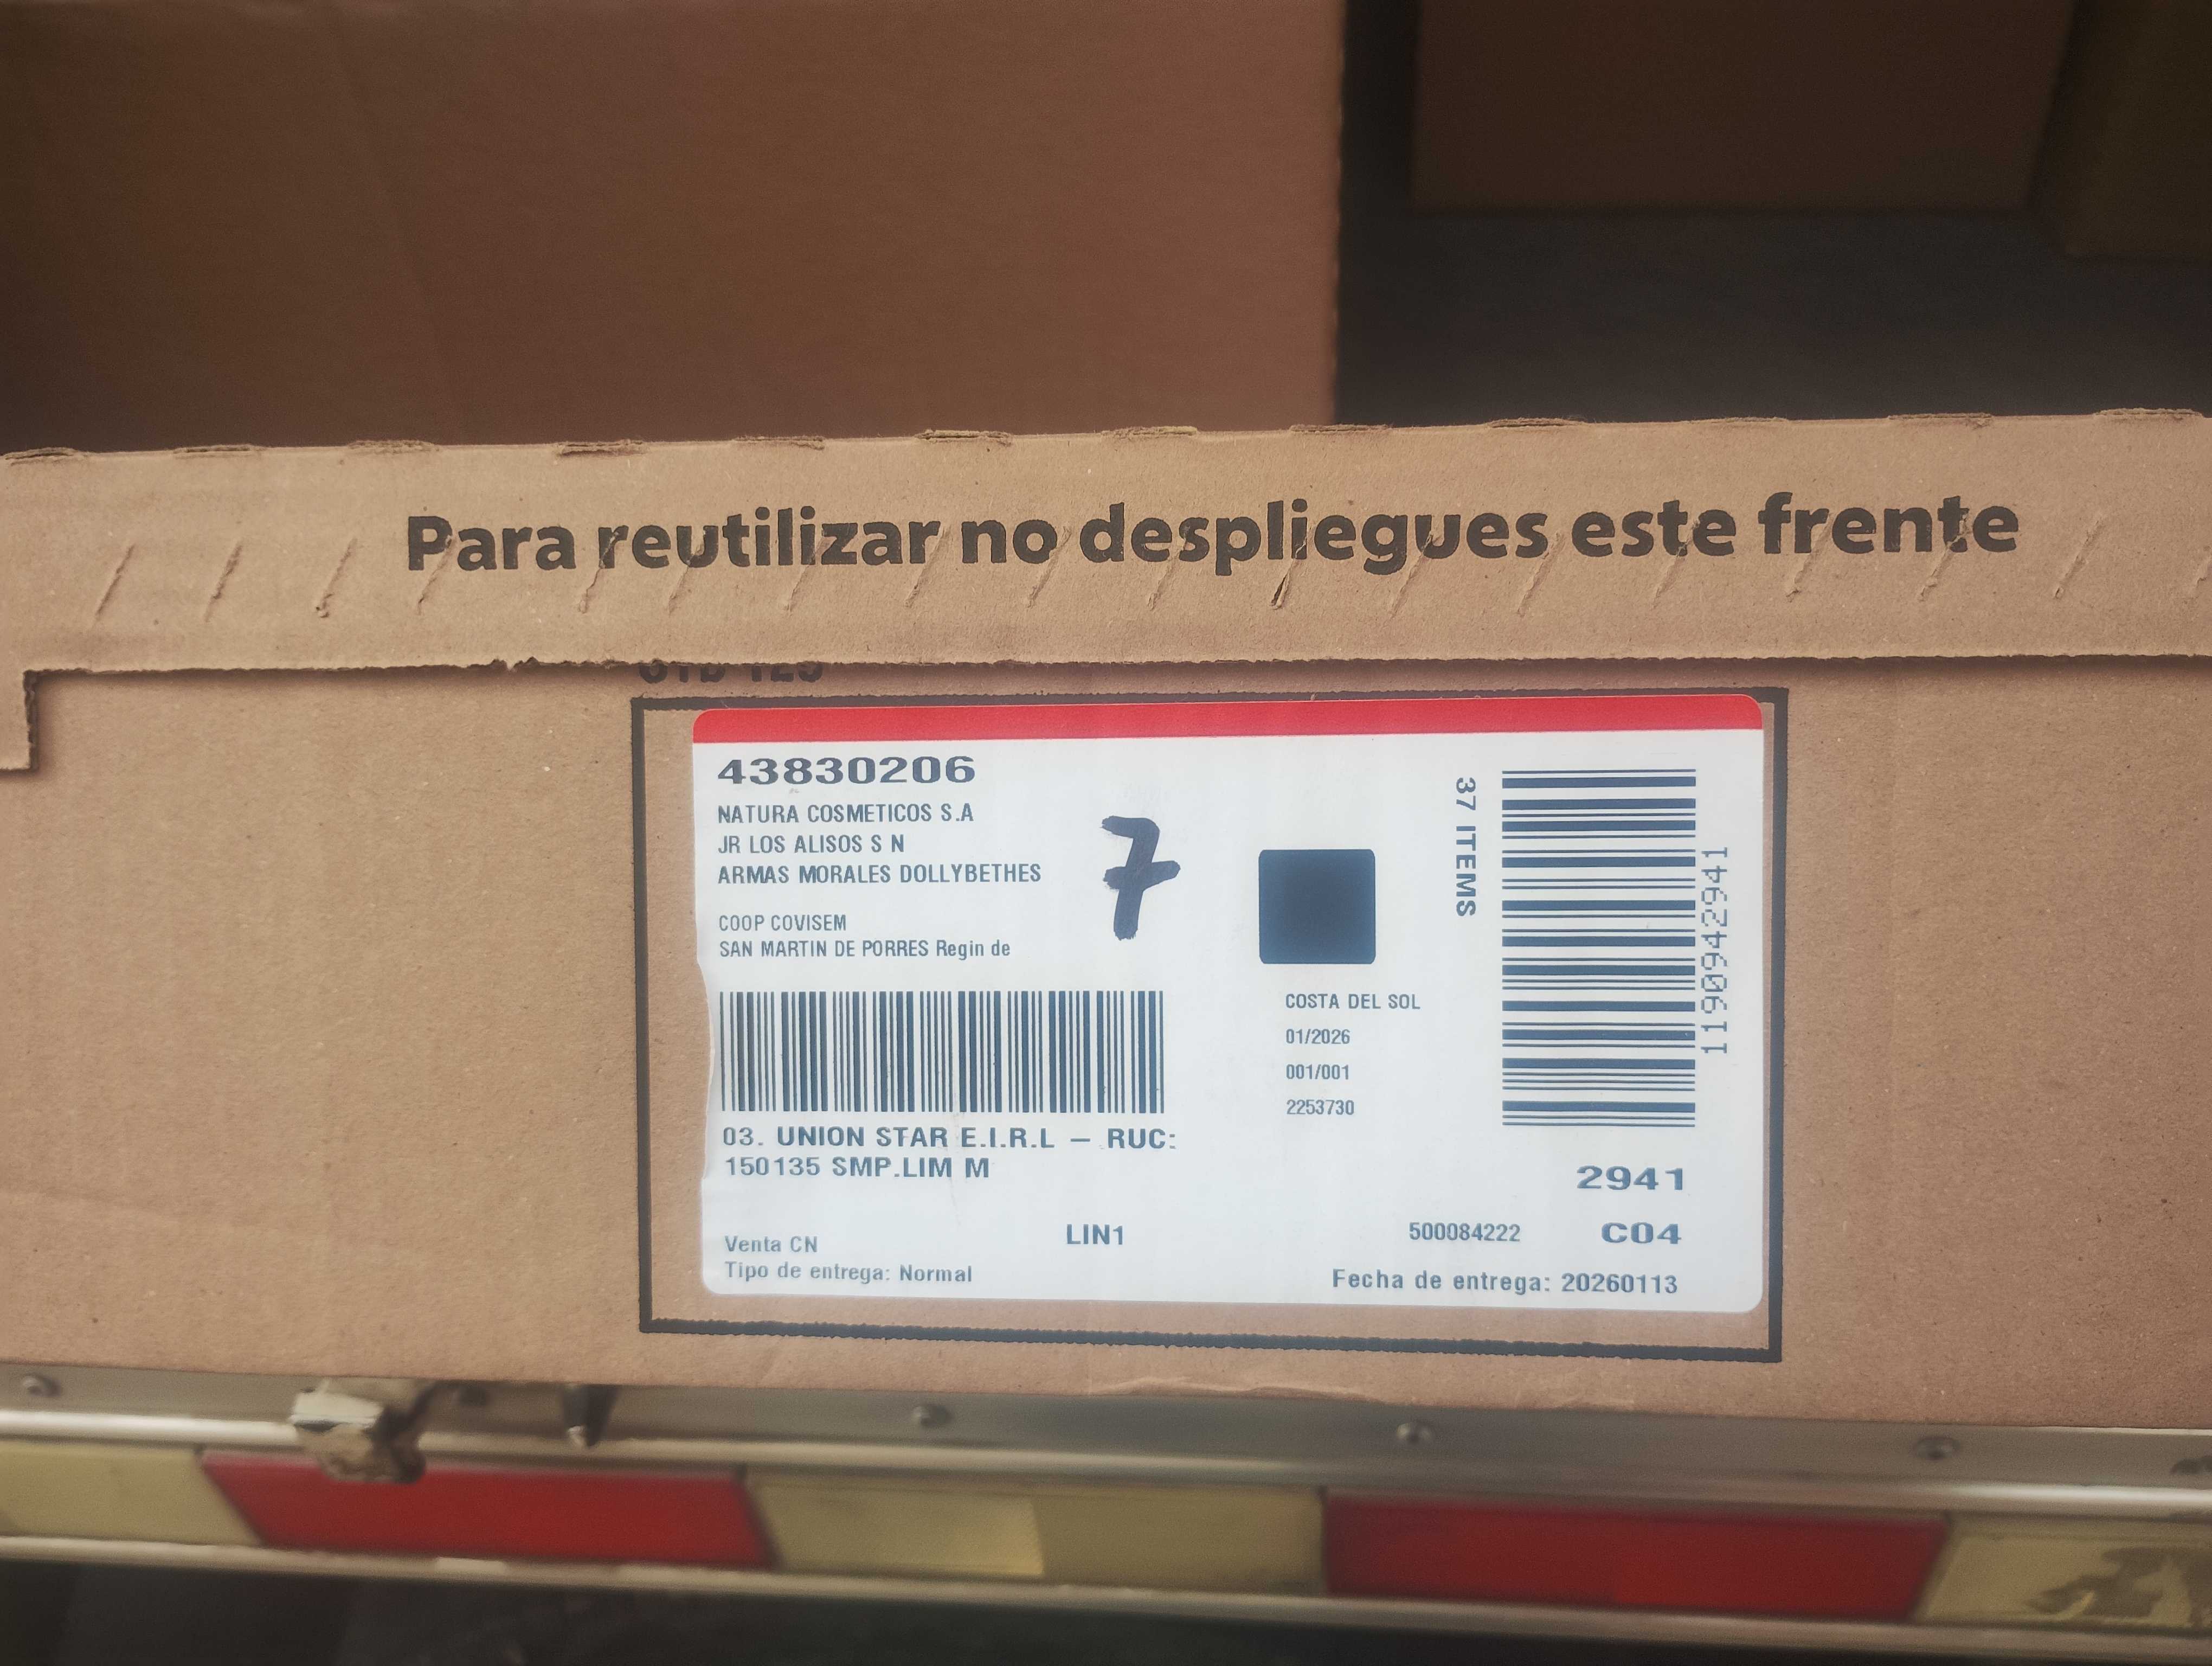 Para reutilizar no despliegues este frente
43830206
NATURA COSMETICOS S.A
JR LOS ALISOS S N
ARMAS MORALES DOLLYBETHES
7
COOP COVISEM
SAN MARTIN DE PORRES Regin de
37 ITEMS
1190942941
COSTA DEL SOL
01/2026
001/001
2253730
03. UNION STAR E.I.R.L – RUC:
150135 SMP.LIM M
2941
LIN1
500084222 C04
Venta CN
Tipo de entrega: Normal
Fecha de entrega: 20260113